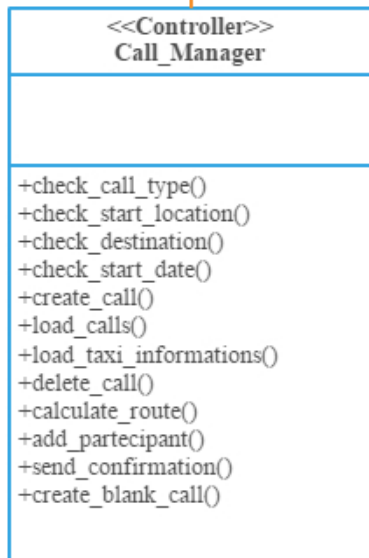 <<Controller>>
Call_Manager
+check_call_type()
+check_start_location()
+check_destination()
+check_start_date()
+create_call()
+load_calls()
+load_taxi_informations()
+delete_call()
+calculate_route()
+add_partecipant()
+send_confirmation()
+create_blank_call()